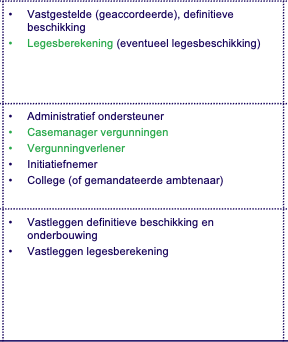 • Vastgestelde (geaccordeerde), definitieve
beschikking
• Legesberekening (eventueel legesbeschikking)
• Administratief ondersteuner
• Casemanager vergunningen
• Vergunningverlener
• Initiatiefnemer
• College (of gemandateerde ambtenaar)
• Vastleggen definitieve beschikking en
onderbouwing
• Vastleggen legesberekening